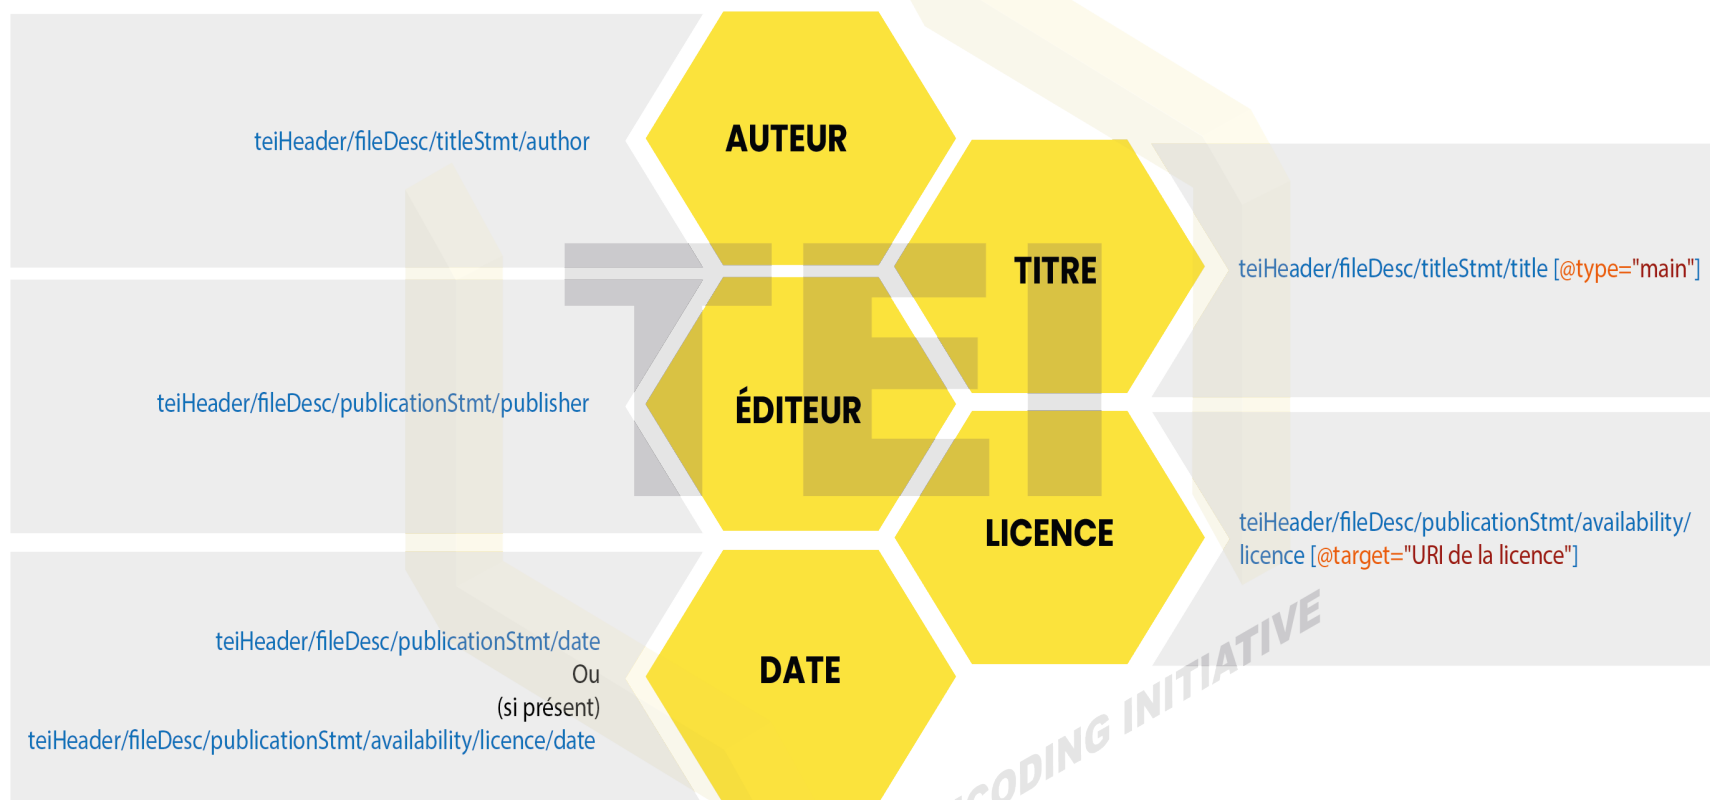 AUTEUR
teiHeader/fileDesc/titleStmt/author
TITRE
teiHeader/fileDesc/titleStmt/title [@type="main"]
ÉDITEUR
teiHeader/fileDesc/publicationStmt/publisher
LICENCE
teiHeader/fileDesc/publicationStmt/availability/
licence [@target="URI de la licence"]
DATE
teiHeader/fileDesc/publicationStmt/date
Ou
(si présent)
teiHeader/fileDesc/publicationStmt/availability/licence/date
TEI
CODING INITIATIVE